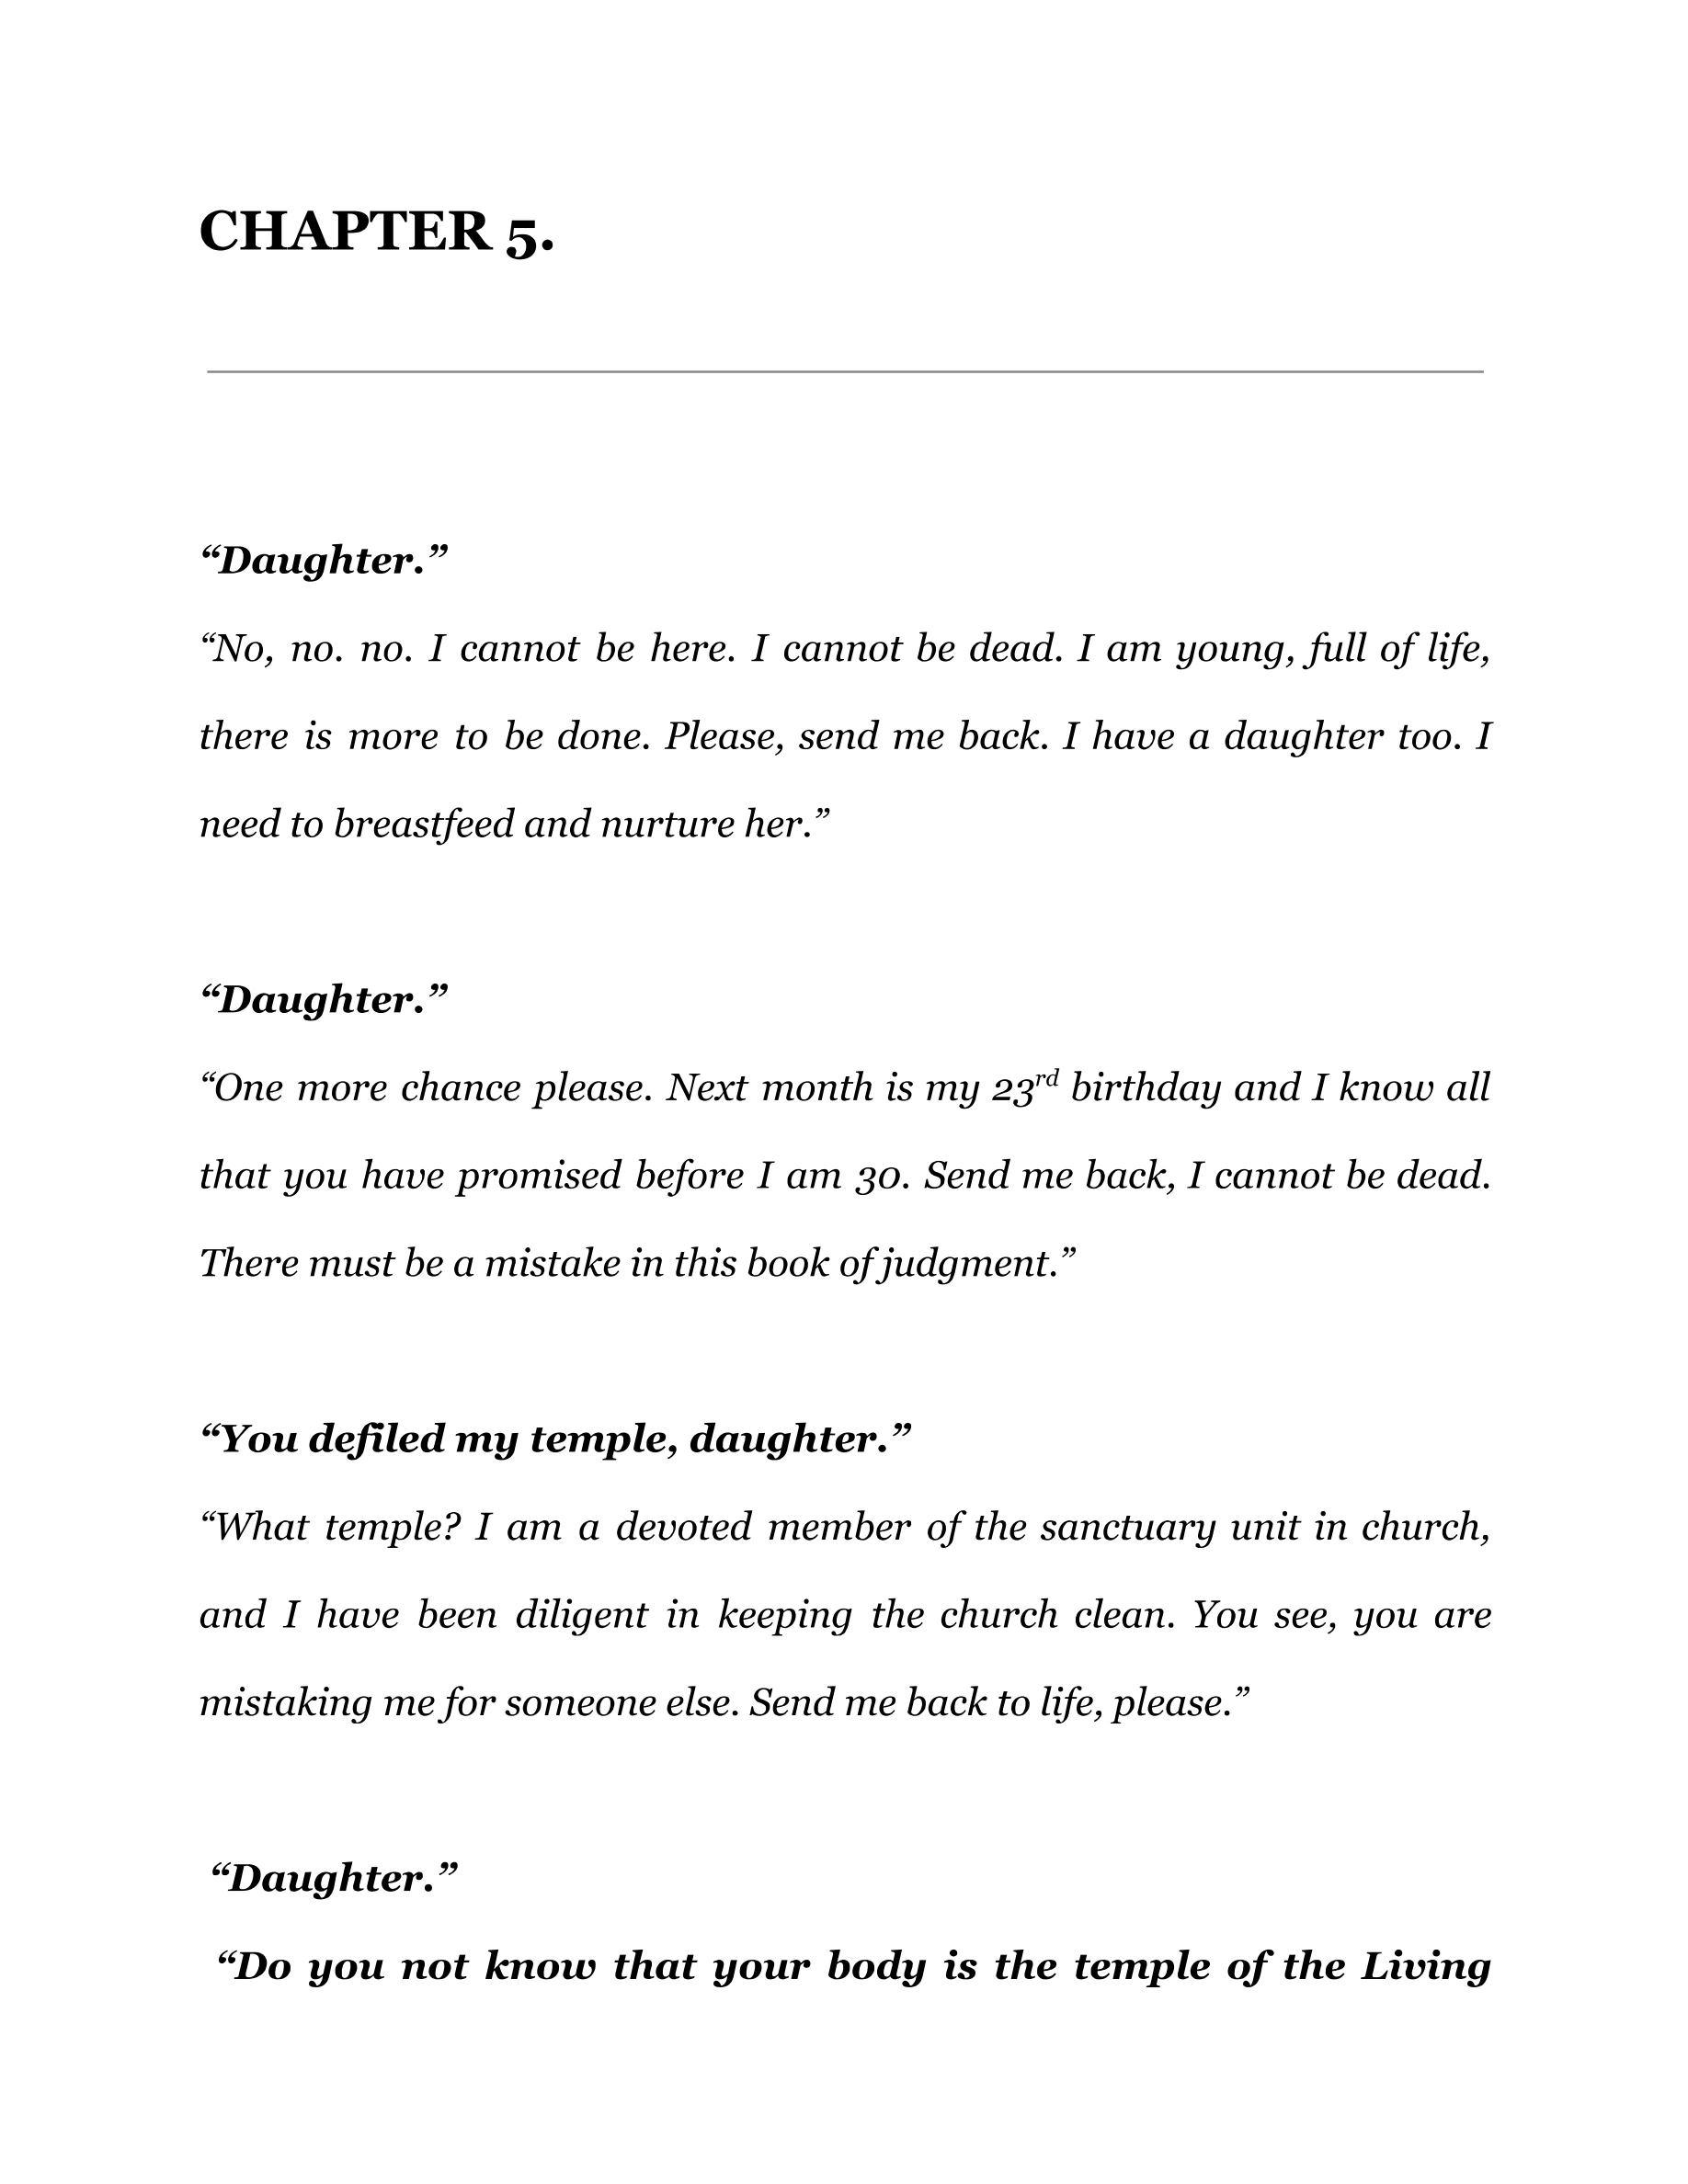 CHAPTER 5.
“Daughter.”
“No, no. no. I cannot be here. I cannot be dead. I am young, full of life,
there is more to be done. Please, send me back. I have a daughter too. I
need to breastfeed and nurture her.”
“Daughter.”
“One more chance please. Next month is my 23rd birthday and I know all
that you have promised before I am 30. Send me back, I cannot be dead.
There must be a mistake in this book of judgment.”
“You defiled my temple, daughter.”
“What temple? I am a devoted member of the sanctuary unit in church,
and I have been diligent in keeping the church clean. You see, you are
mistaking me for someone else. Send me back to life, please.”
“Daughter.”
“Do you not know that your body is the temple of the Living